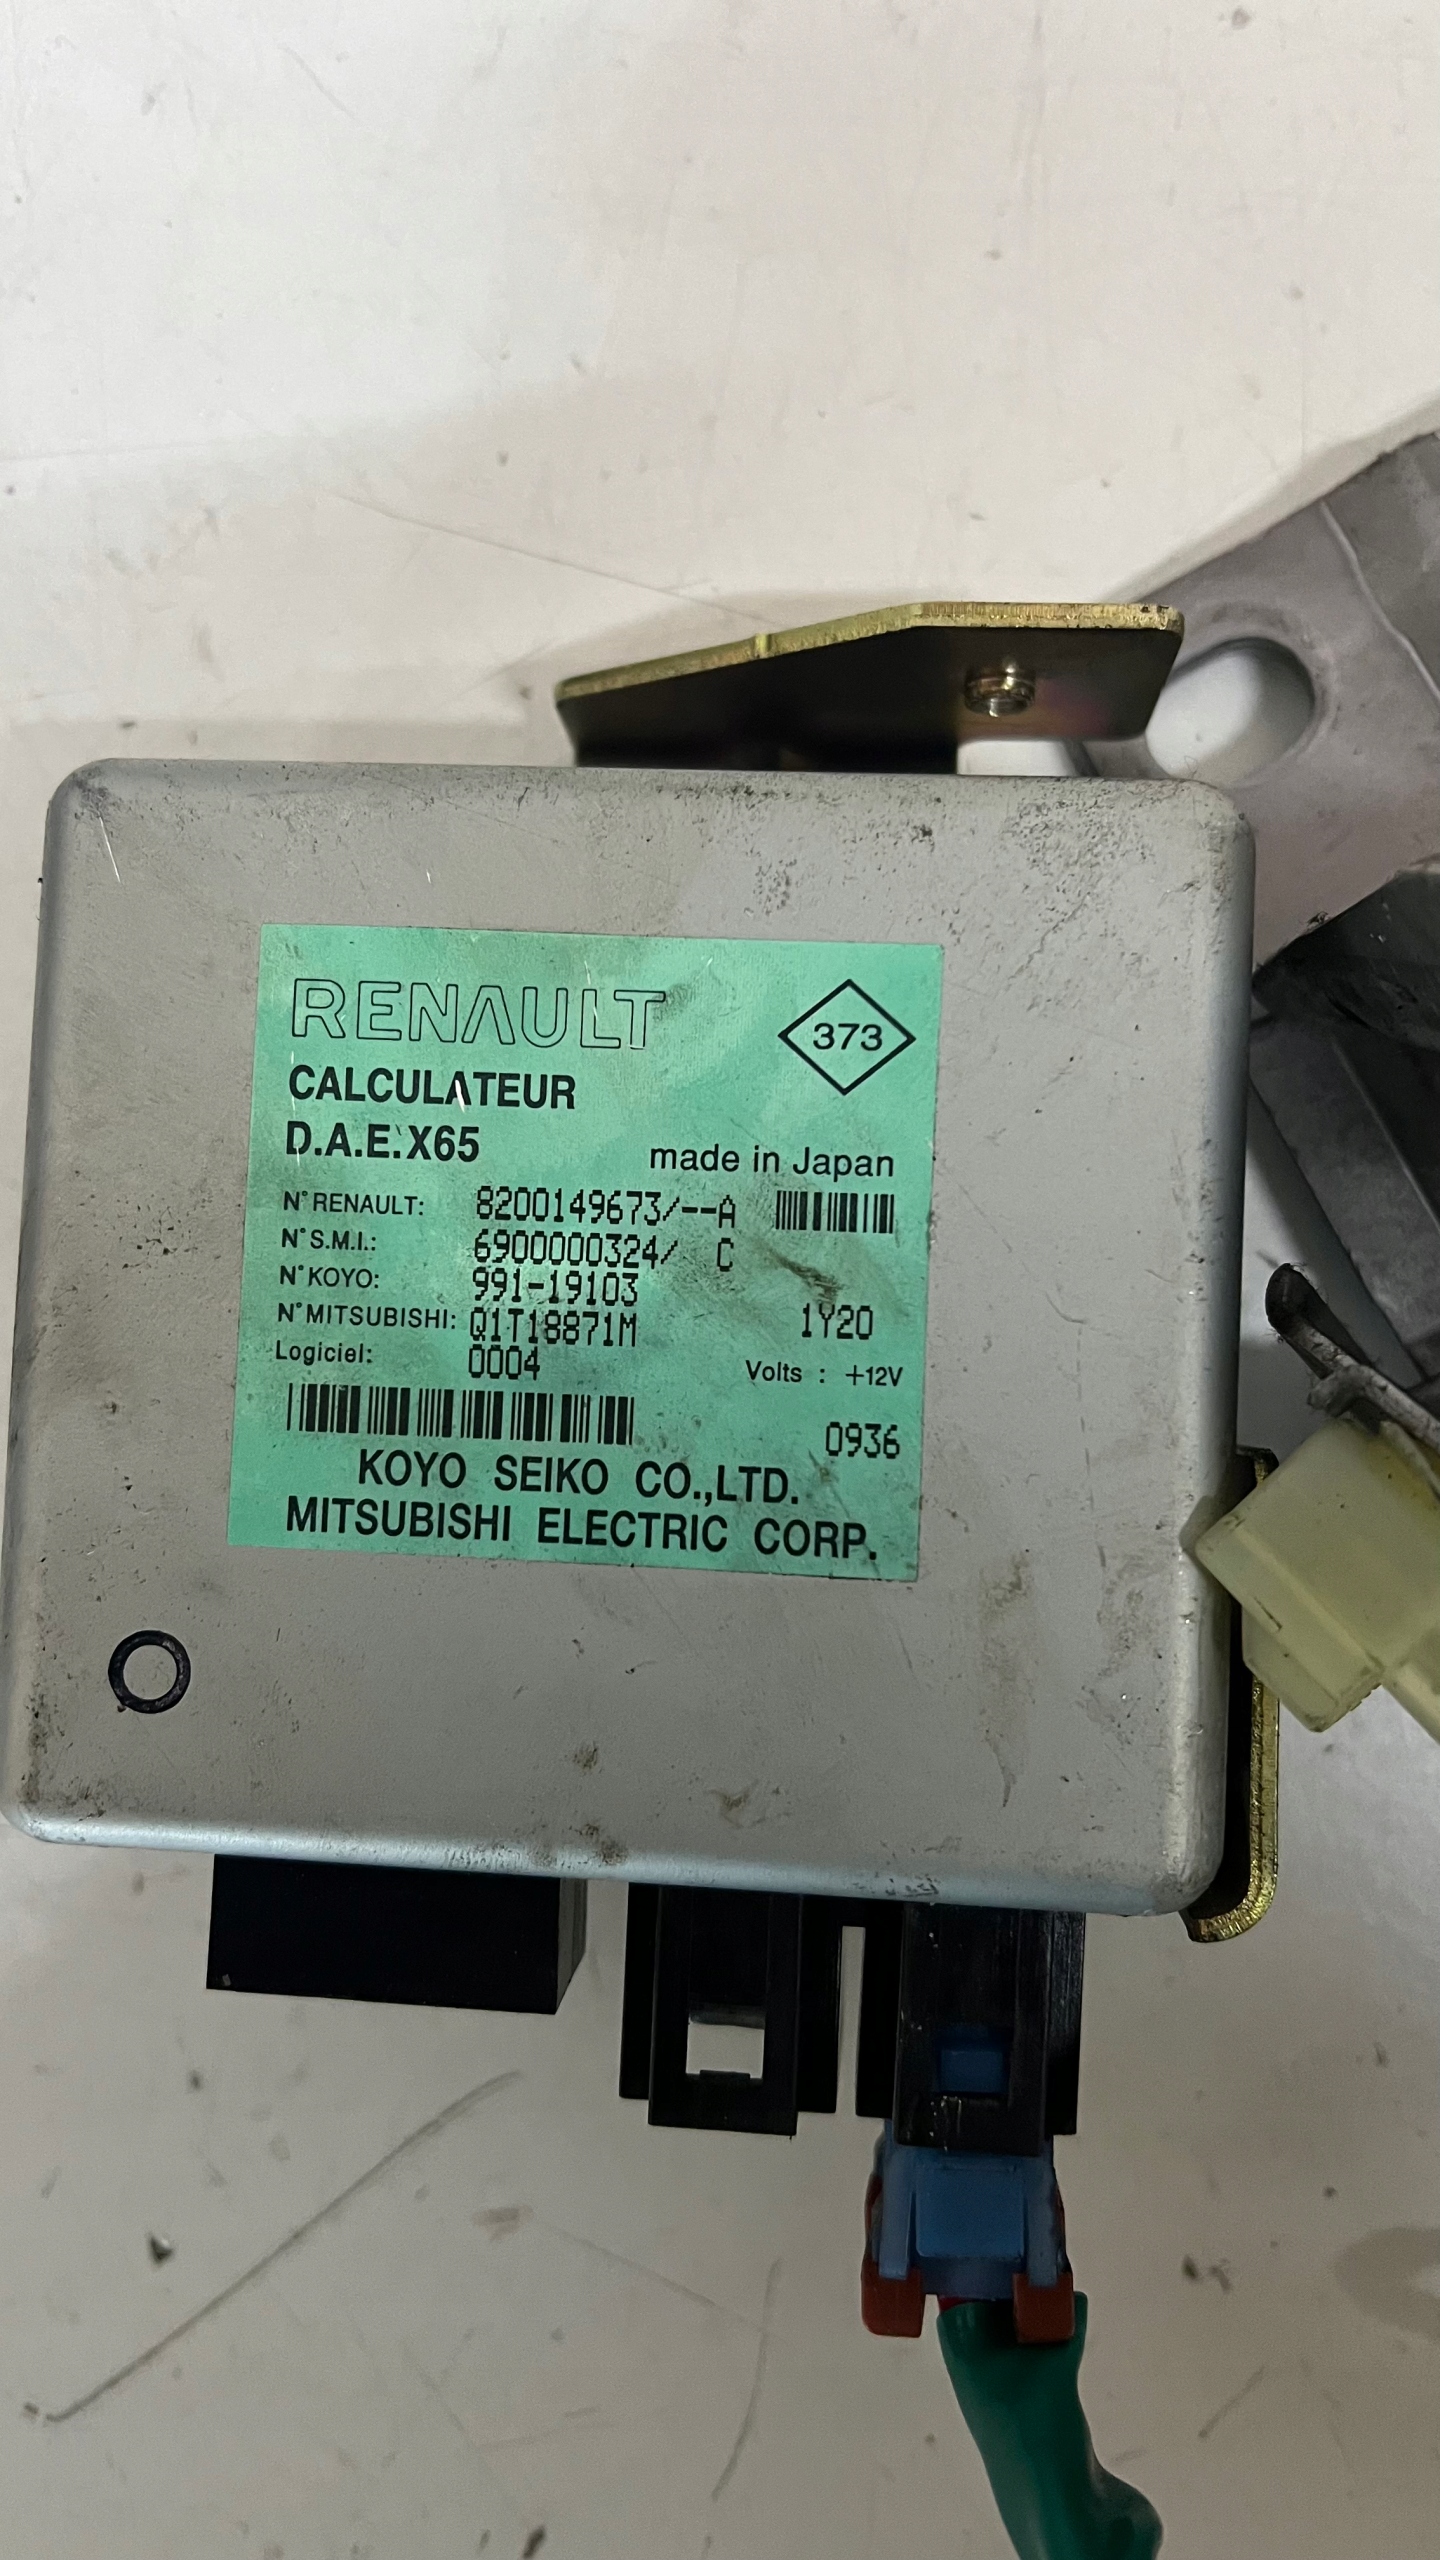 RENAULT
373
CALCULATEUR
D.A.E.X65
made in Japan
N° RENAULT: 8200149673/--A
N° S.M.I.: 6900000324/ C
N° KOYO: 991-19103
N° MITSUBISHI: Q1T18871M 1Y20
Logiciel: 0004 Volts : +12V
0936
KOYO SEIKO CO.,LTD.
MITSUBISHI ELECTRIC CORP.